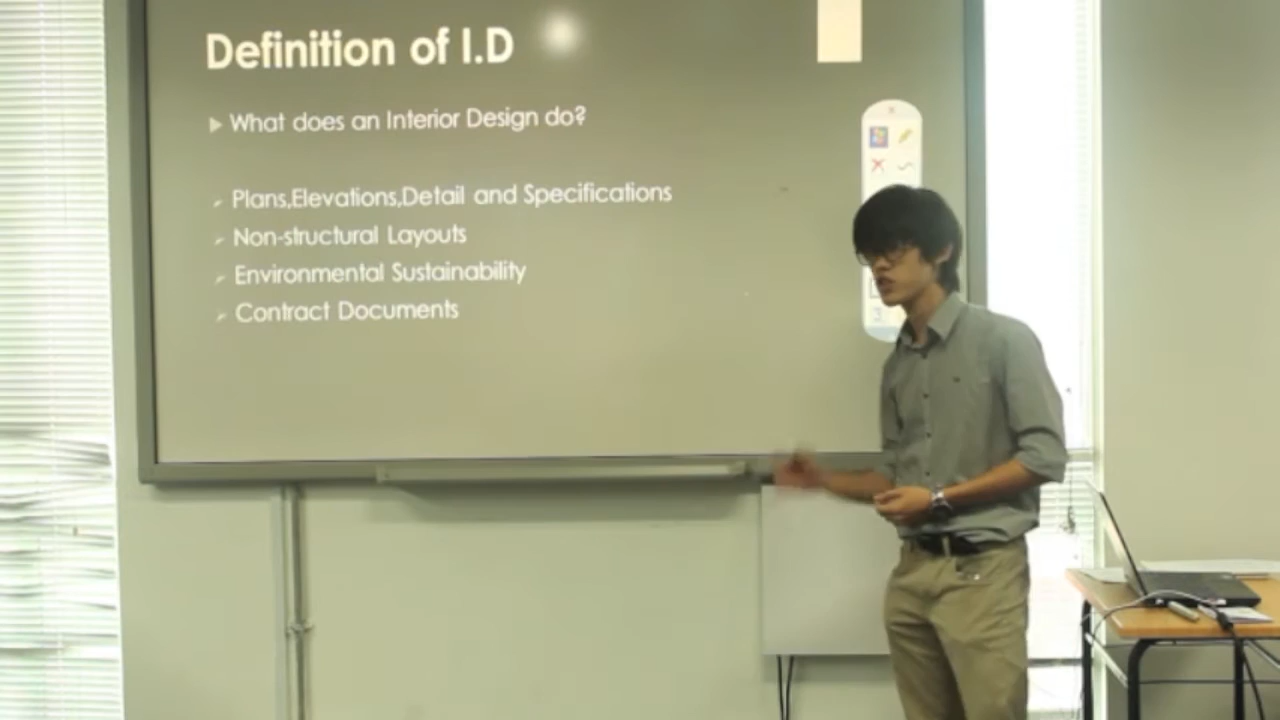 Definition of I.D
What does an Interior Design do?
Plans,Elevations,Detail and Specifications
Non-structural Layouts
Environmental Sustainability
Contract Documents